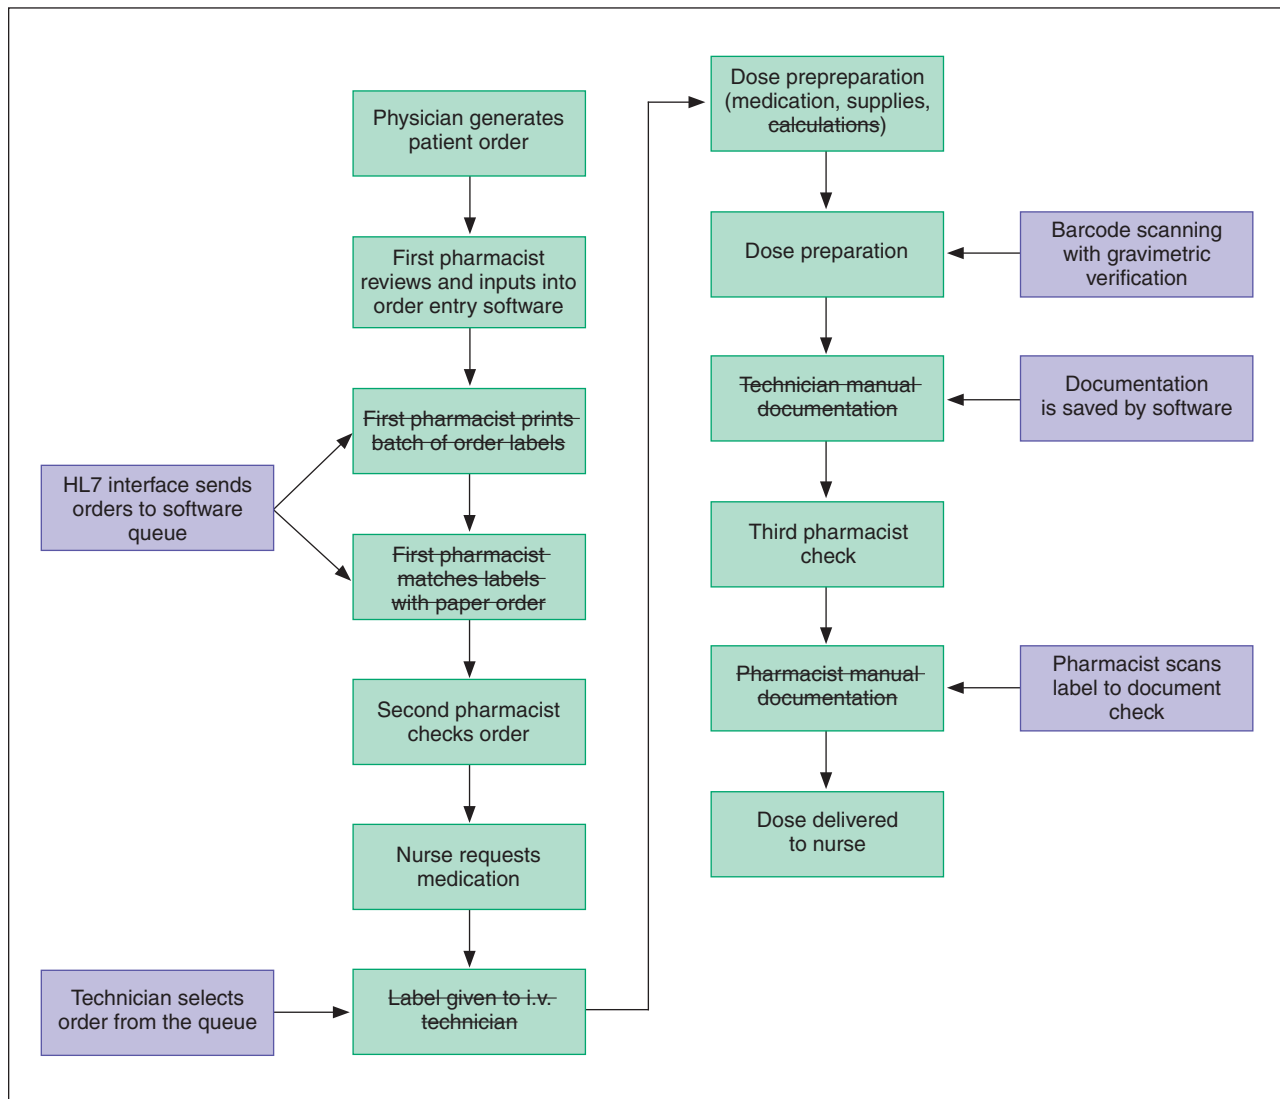 Physician generates
patient order
First pharmacist
reviews and inputs into
order entry software
First pharmacist prints
batch of order labels
HL7 interface sends
orders to software
queue
First pharmacist
matches labels
with paper order
Second pharmacist
checks order
Nurse requests
medication
Technician selects
order from the queue
Label given to i.v.
technician
Dose prepreparation
(medication, supplies,
calculations)
Dose preparation
Barcode scanning
with gravimetric
verification
Technician manual
documentation
Documentation
is saved by software
Third pharmacist
check
Pharmacist manual
documentation
Pharmacist scans
label to document
check
Dose delivered
to nurse